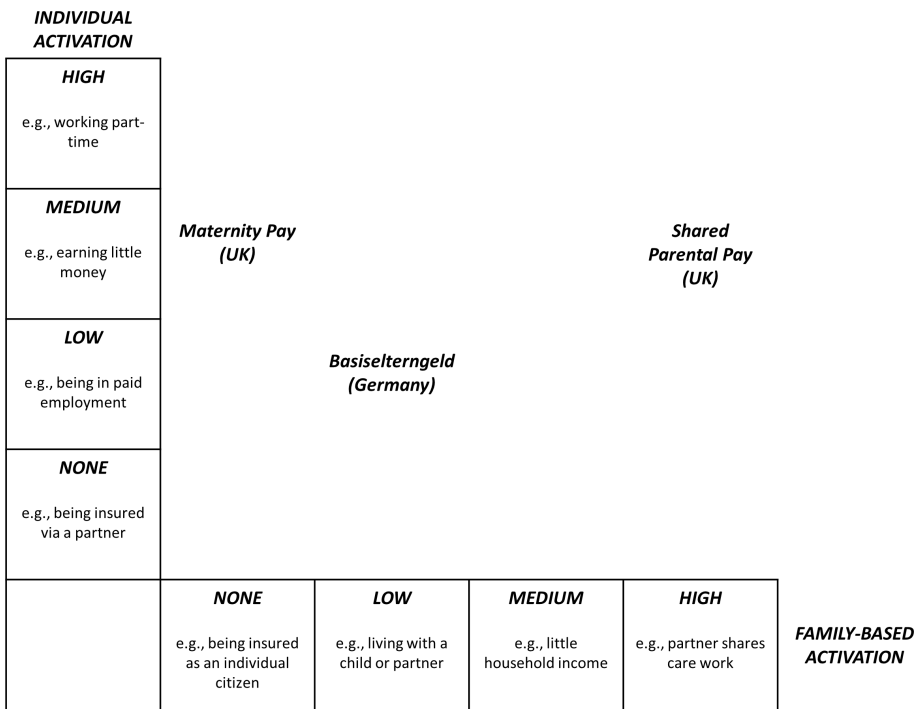 INDIVIDUAL
ACTIVATION
HIGH
e.g., working part-
time
MEDIUM
e.g., earning little
money
Maternity Pay
(UK)
Shared
Parental Pay
(UK)
LOW
e.g., being in paid
employment
Basiselterngeld
(Germany)
NONE
e.g., being insured
via a partner
NONE
e.g., being insured
as an individual
citizen
LOW
e.g., living with a
child or partner
MEDIUM
e.g., little
household income
HIGH
e.g., partner shares
care work
FAMILY-BASED
ACTIVATION